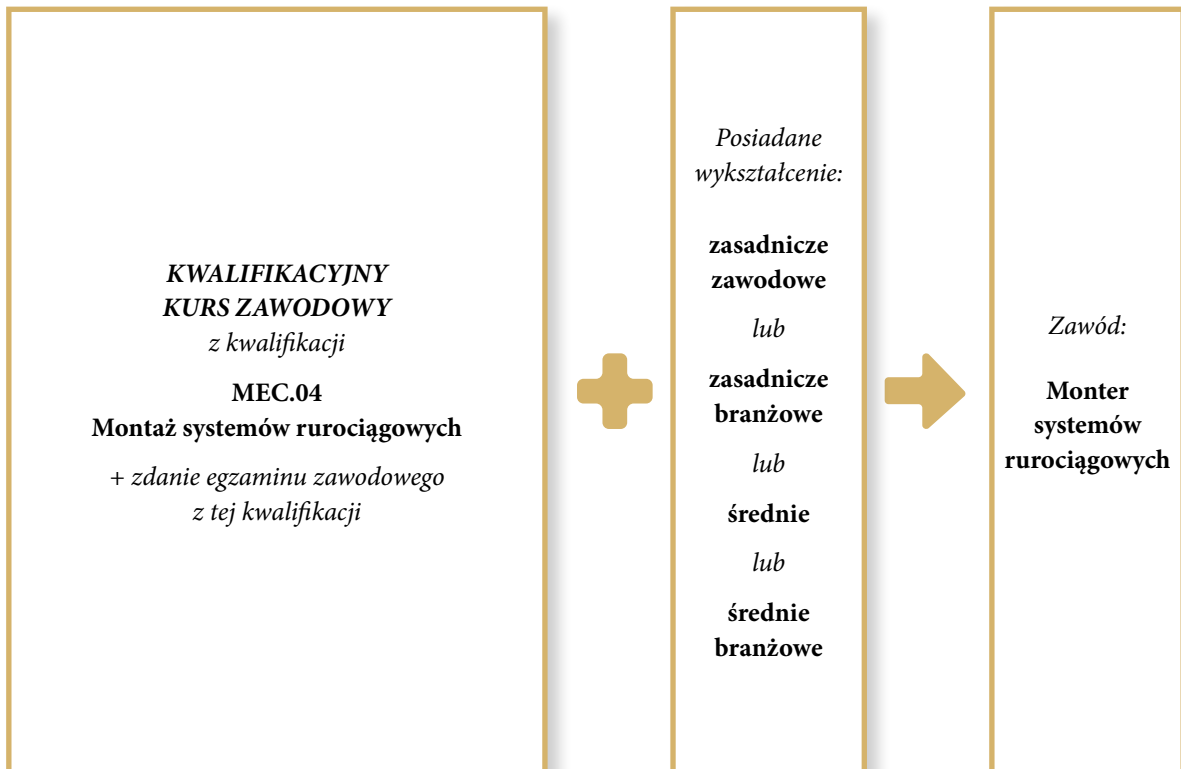 KWALIFIKACYJNY
KURS ZAWODOWY
z kwalifikacji
MEC.04
Montaż systemów rurociągowych
+ zdanie egzaminu zawodowego
z tej kwalifikacji
Posiadane
wykształcenie:
zasadnicze
zawodowe
lub
zasadnicze
branżowe
lub
średnie
lub
średnie
branżowe
Zawód:
Monter
systemów
rurociągowych